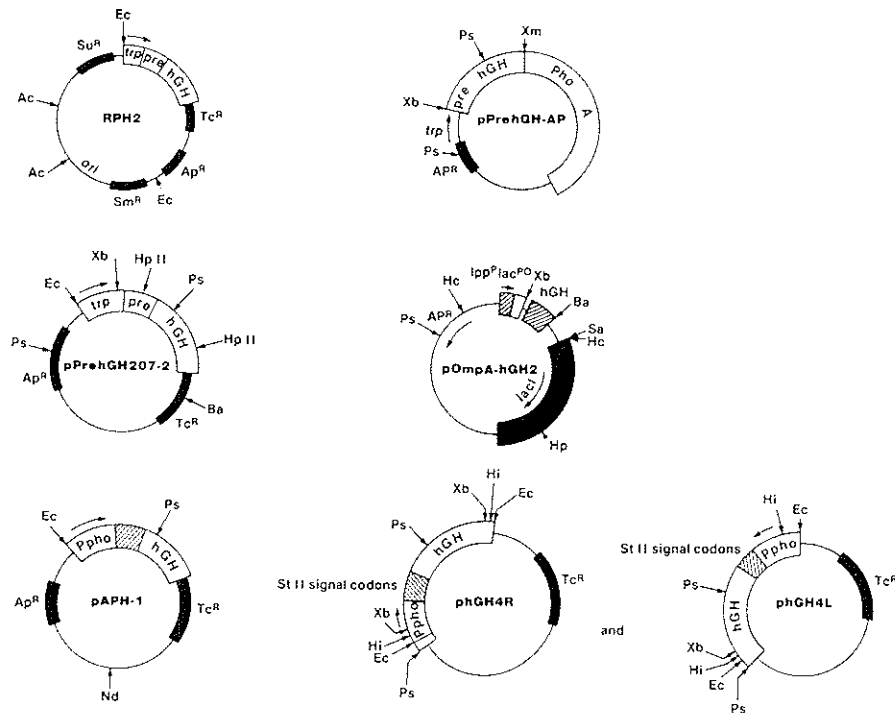 Ec
Su^R
trp pre hGH
Ac
RPH2
Tc^R
Ac
ori
Ap^R
Sm^R
Ec
Xm
Ps
hGH
Pho
pre
A
Xb
pPrehGH-AP
trp
Ps
AP^R
Xb
Hp II
Ec
Ps
trp
pre
hGH
Ps
Hp II
pPrehGH207-2
Ap^R
Ba
Tc^R
lpp^P lac^PO Xb
hGH
Hc
Ba
AP^R
Ps
Sa
Hc
pOmpA-hGH2
lacI
Hp
Ps
Ec
Ppho
hGH
Ap^R
pAPH-1
Tc^R
Nd
Hi
Xb
Ec
Ps
hGH
St II signal codons
Tc^R
phGH4R
Xb
Ppho
Hi
Ec
Ps
and
Hi
Ec
St II signal codons
Ppho
Tc^R
Ps
phGH4L
hGH
Xb
Hi
Ec
Ps